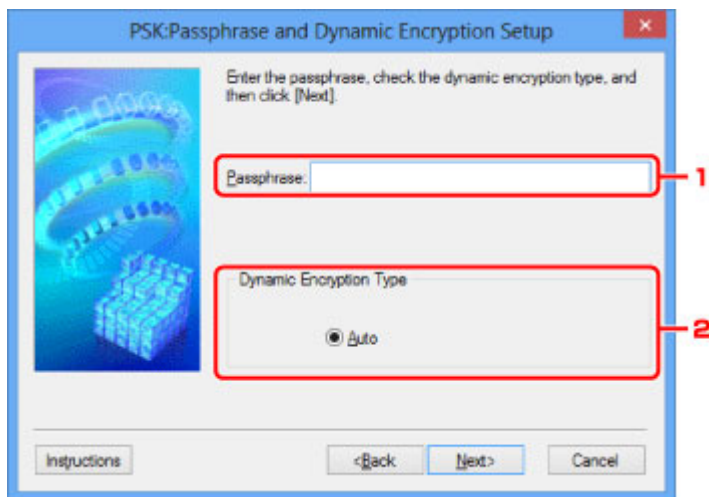 PSK:Passphrase and Dynamic Encryption Setup
Enter the passphrase, check the dynamic encryption type, and
then click [Next].
Passphrase:
1
Dynamic Encryption Type
Auto
2
Instructions
<Back
Next>
Cancel